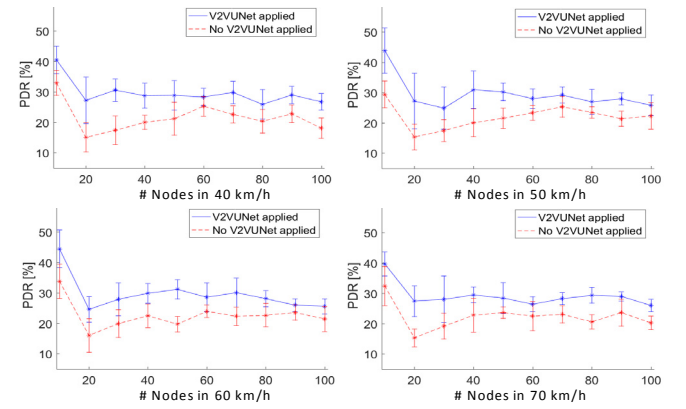 V2VUNet applied
No V2VUNet applied
PDR [%]
50
40
30
20
10
20 40 60 80 100
# Nodes in 40 km/h
V2VUNet applied
No V2VUNet applied
PDR [%]
50
40
30
20
10
20 40 60 80 100
# Nodes in 50 km/h
V2VUNet applied
No V2VUNet applied
PDR [%]
50
40
30
20
10
20 40 60 80 100
# Nodes in 60 km/h
V2VUNet applied
No V2VUNet applied
PDR [%]
50
40
30
20
10
20 40 60 80 100
# Nodes in 70 km/h